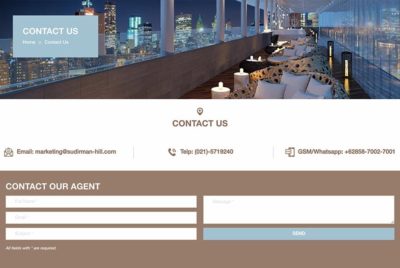 CONTACT US
Home > Contact Us
CONTACT US
Email: marketing@sudirman-hill.com
Telp: (021)-5719240
GSM/Whatsapp: +62858-7002-7001
CONTACT OUR AGENT
Full Name *
Email *
Subject *
All fields with * are required
Message *
SEND